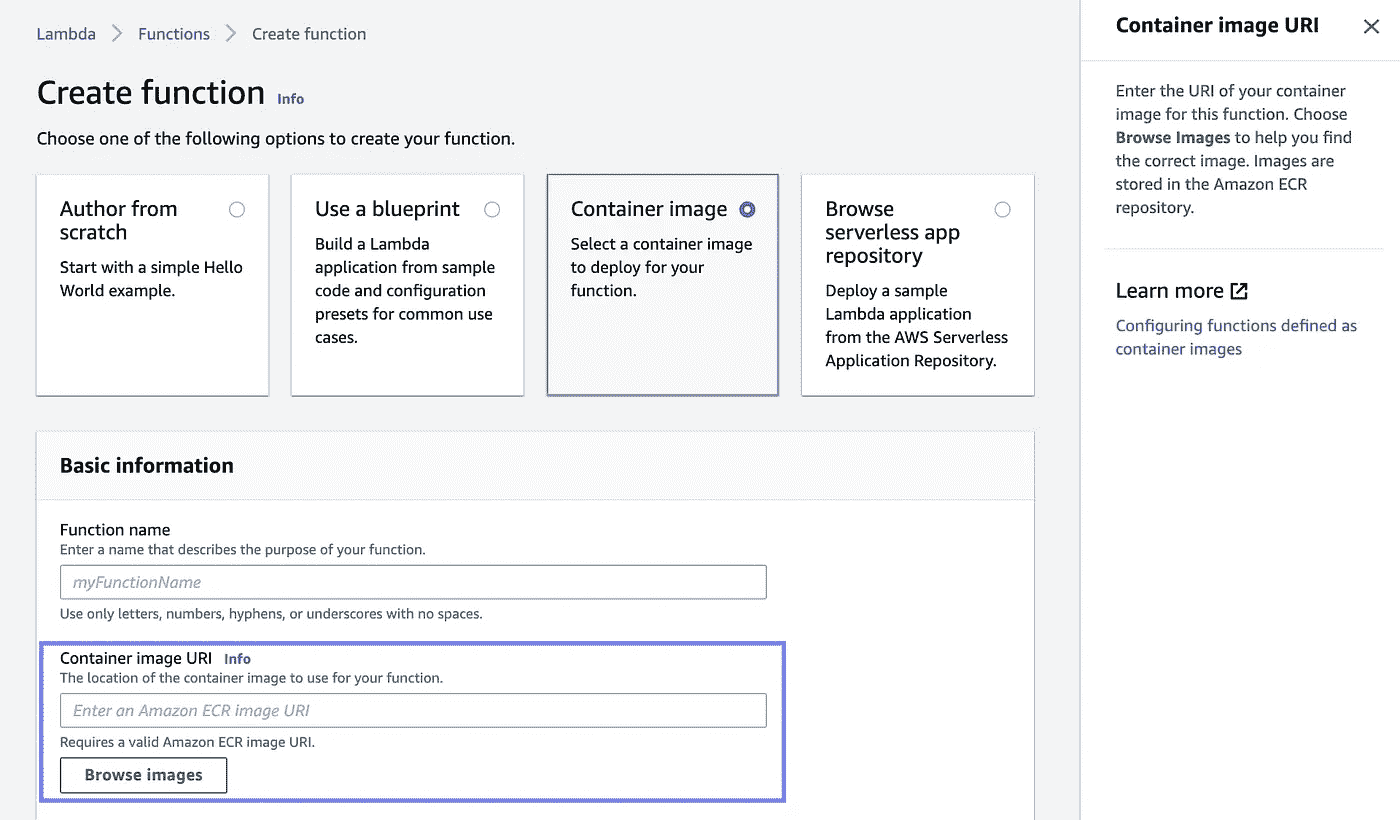 Lambda > Functions > Create function
Create function Info
Choose one of the following options to create your function.
Author from
scratch
Start with a simple Hello
World example.
Use a blueprint
Build a Lambda
application from sample
code and configuration
presets for common use
cases.
Container image
Select a container image
to deploy for your
function.
Browse
serverless app
repository
Deploy a sample
Lambda application
from the AWS Serverless
Application Repository.
Basic information
Function name
Enter a name that describes the purpose of your function.
myFunctionName
Use only letters, numbers, hyphens, or underscores with no spaces.
Container image URI Info
The location of the container image to use for your function.
Enter an Amazon ECR image URI
Requires a valid Amazon ECR image URI.
Browse images
Container image URI
Enter the URI of your container
image for this function. Choose
Browse Images to help you find
the correct image. Images are
stored in the Amazon ECR
repository.
Learn more
Configuring functions defined as
container images